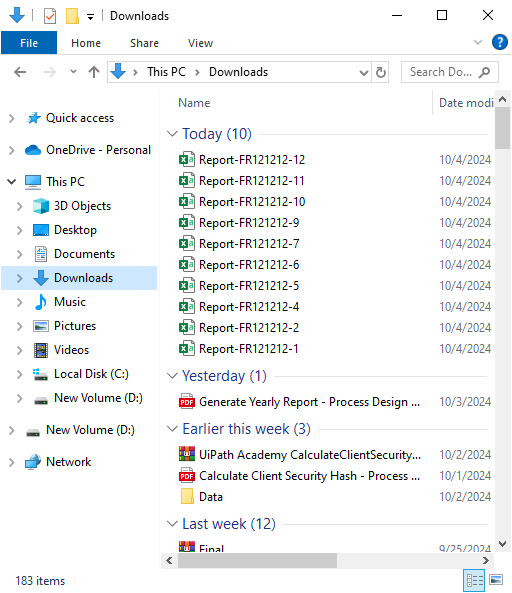 Downloads
File Home Share View
This PC Downloads Search Do...
Name Date modi
Quick access
OneDrive - Personal
This PC
3D Objects
Desktop
Documents
Downloads
Music
Pictures
Videos
Local Disk (C:)
New Volume (D:)
New Volume (D:)
Network
Today (10)
Report-FR121212-12 10/4/2024
Report-FR121212-11 10/4/2024
Report-FR121212-10 10/4/2024
Report-FR121212-9 10/4/2024
Report-FR121212-7 10/4/2024
Report-FR121212-6 10/4/2024
Report-FR121212-5 10/4/2024
Report-FR121212-4 10/4/2024
Report-FR121212-2 10/4/2024
Report-FR121212-1 10/4/2024
Yesterday (1)
Generate Yearly Report - Process Design ... 10/3/2024
Earlier this week (3)
UiPath Academy CalculateClientSecurity... 10/2/2024
Calculate Client Security Hash - Process ... 10/1/2024
Data 10/2/2024
Last week (12)
Final 9/25/2024
183 items